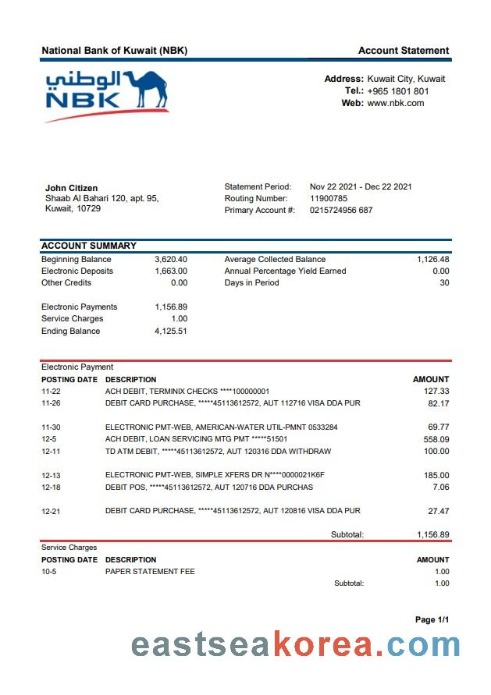 National Bank of Kuwait (NBK) Account Statement
الوطني
NBK
Address: Kuwait City, Kuwait
Tel.: +965 1801 801
Web: www.nbk.com
John Citizen
Shaab Al Bahari 120, apt. 95,
Kuwait, 10729
Statement Period: Nov 22 2021 - Dec 22 2021
Routing Number: 11900785
Primary Account #: 0215724956 687
ACCOUNT SUMMARY
Beginning Balance 3,620.40 Average Collected Balance 1,126.48
Electronic Deposits 1,663.00 Annual Percentage Yield Earned 0.00
Other Credits 0.00 Days in Period 30
Electronic Payments 1,156.89
Service Charges 1.00
Ending Balance 4,125.51
Electronic Payment
POSTING DATE DESCRIPTION AMOUNT
11-22 ACH DEBIT, TERMINIX CHECKS ****100000001 127.33
11-26 DEBIT CARD PURCHASE, *****45113612572, AUT 112716 VISA DDA PUR 82.17
11-30 ELECTRONIC PMT-WEB, AMERICAN-WATER UTIL-PMNT 0533284 69.77
12-5 ACH DEBIT, LOAN SERVICING MTG PMT *****51501 558.09
12-11 TD ATM DEBIT, *****45113612572, AUT 120316 DDA WITHDRAW 100.00
12-13 ELECTRONIC PMT-WEB, SIMPLE XFERS DR N****0000021K6F 185.00
12-18 DEBIT POS, *****45113612572, AUT 120716 DDA PURCHAS 7.06
12-21 DEBIT CARD PURCHASE, *****45113612572, AUT 120816 VISA DDA PUR 27.47
Subtotal: 1,156.89
Service Charges
POSTING DATE DESCRIPTION AMOUNT
10-5 PAPER STATEMENT FEE 1.00
Subtotal: 1.00
Page 1/1
eastseakorea.com